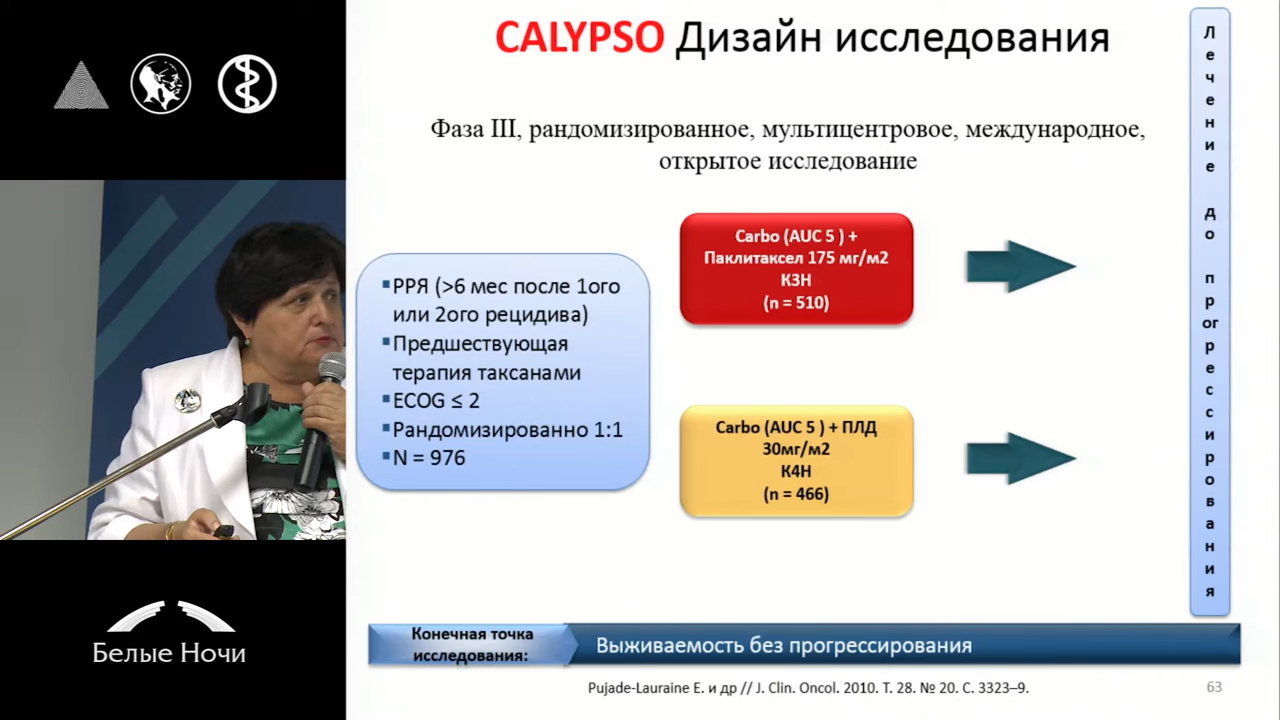 CALYPSO Дизайн исследования
Фаза III, рандомизированное, мультицентровое, международное,
открытое исследование
РРЯ (>6 мес после 1ого
или 2ого рецидива)
Предшествующая
терапия таксанами
ECOG ≤ 2
Рандомизированно 1:1
N = 976
Carbo (AUC 5 ) +
Паклитаксел 175 мг/м2
К3Н
(n = 510)
Carbo (AUC 5 ) + ПЛД
30мг/м2
К4Н
(n = 466)
Лечение до прогрессирования
Конечная точка
исследования:
Выживаемость без прогрессирования
Pujade-Lauraine E. и др // J. Clin. Oncol. 2010. Т. 28. № 20. С. 3323–9.
63
Белые Ночи